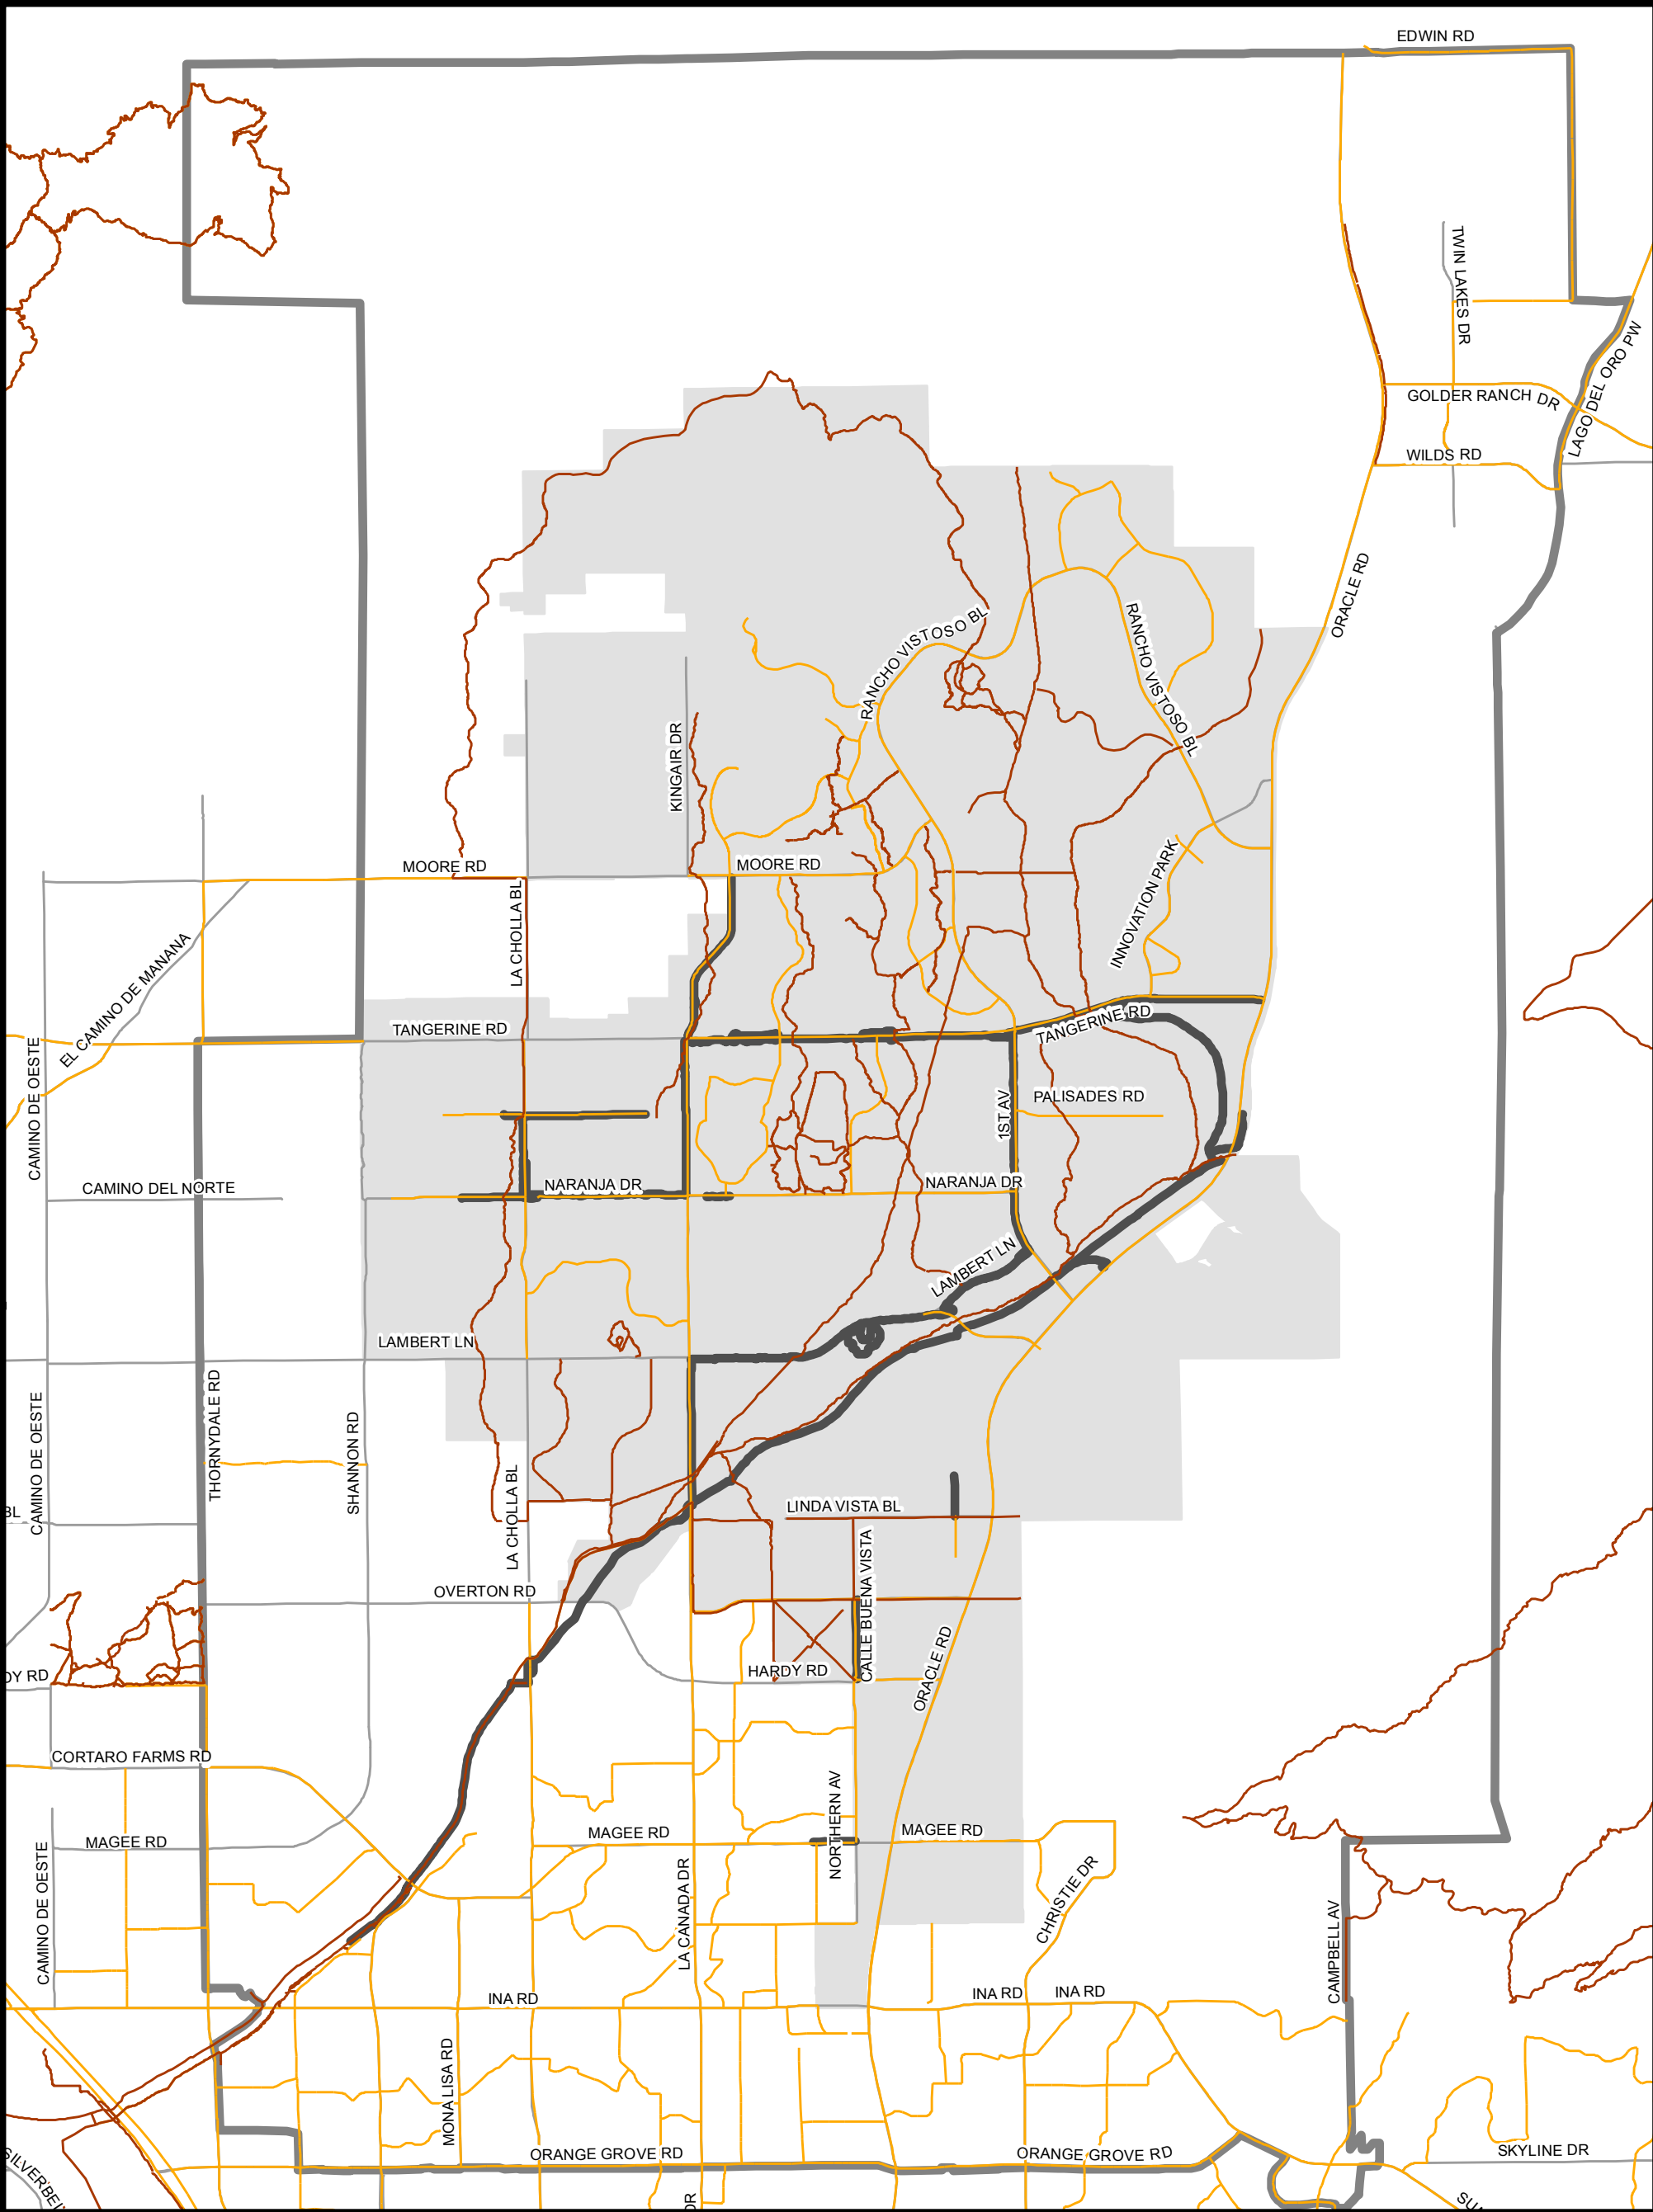 EDWIN RD
TWIN LAKES DR
LAGO DEL ORO PW
GOLDER RANCH DR
WILDS RD
ORACLE RD
RANCHO VISTOSO BL
RANCHO VISTOSO BL
KINGAIR DR
MOORE RD
MOORE RD
LA CHOLLA BL
INNOVATION PARK
EL CAMINO DE MANANA
TANGERINE RD
TANGERINE RD
CAMINO DE OESTE
PALISADES RD
1ST AV
CAMINO DEL NORTE
NARANJA DR
NARANJA DR
LAMBERT LN
LAMBERT LN
CAMINO DE OESTE
THORNYDALE RD
SHANNON RD
LA CHOLLA BL
BL
LINDA VISTA BL
CALLE BUENA VISTA
OVERTON RD
ORACLE RD
HARDY RD
DY RD
CORTARO FARMS RD
NORTHERN AV
MAGEE RD
MAGEE RD
MAGEE RD
CAMINO DE OESTE
LA CANADA DR
CHRISTIE DR
CAMPBELL AV
INA RD
INA RD
INA RD
MONA LISA RD
ORANGE GROVE RD
ORANGE GROVE RD
SKYLINE DR
SILVERBEL
DR
SU